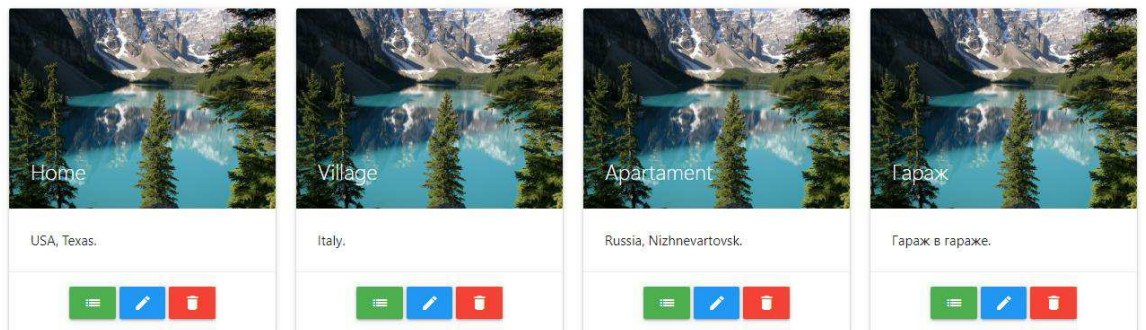 Home
USA, Texas.
Village
Italy.
Apartament
Russia, Nizhnevartovsk.
Гараж
Гараж в гараже.